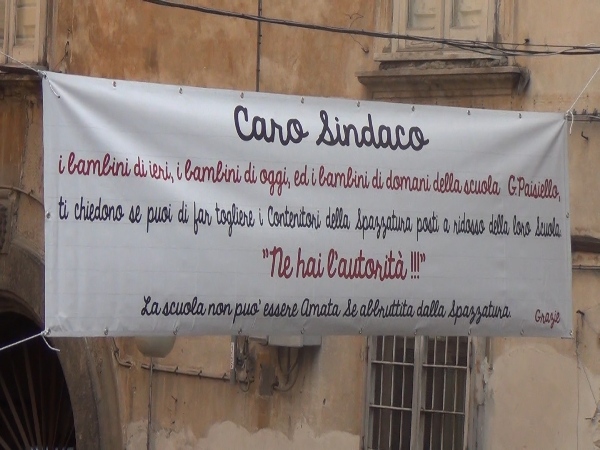 Caro Sindaco
i bambini di ieri, i bambini di oggi, ed i bambini di domani della scuola G.Paisiello,
ti chiedono se puoi di far togliere i Contenitori della Spazzatura posti a ridosso della loro Scuola
"Ne hai l'autorità !!!"
La scuola non puo' essere Amata Se abbruttita dalla Spazzatura.
Grazie